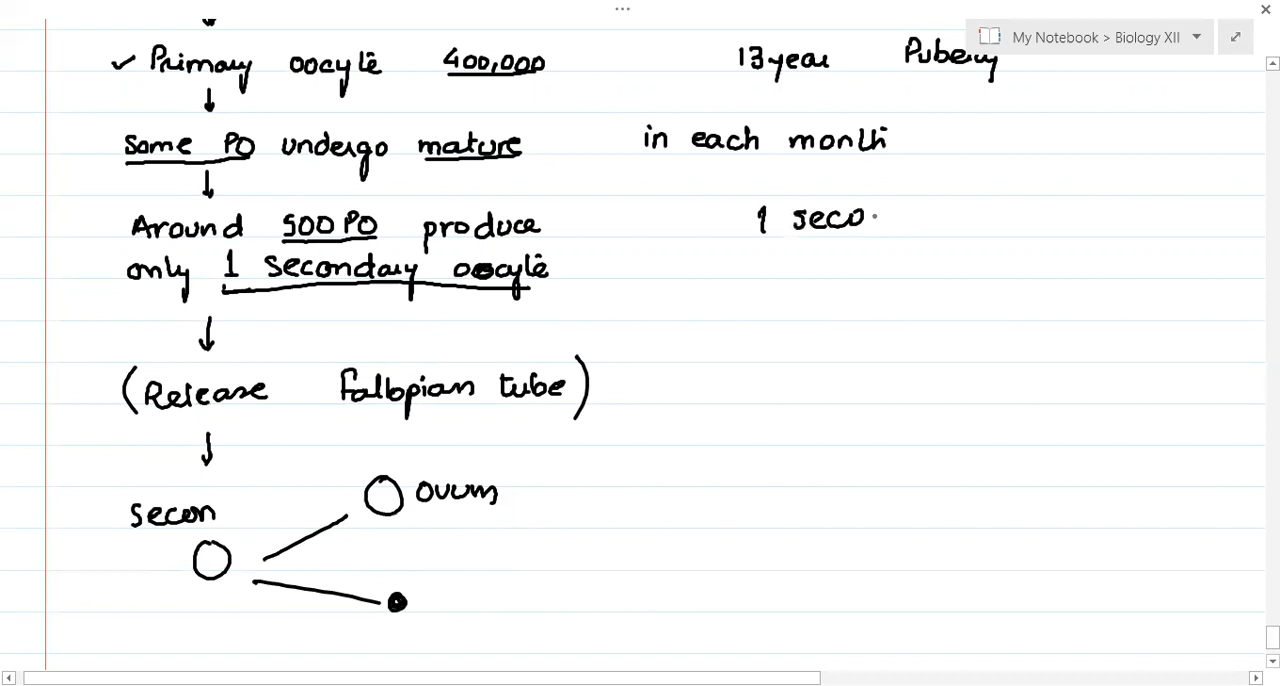 My Notebook > Biology XII
✓ Primary oocyte 400,000 13 year Puberty
↓
Some PO undergo mature in each month
↓
Around 500 PO produce 1 seco
only 1 Secondary oocyte
↓
(Release Fallopian tube)
↓
secon ovum